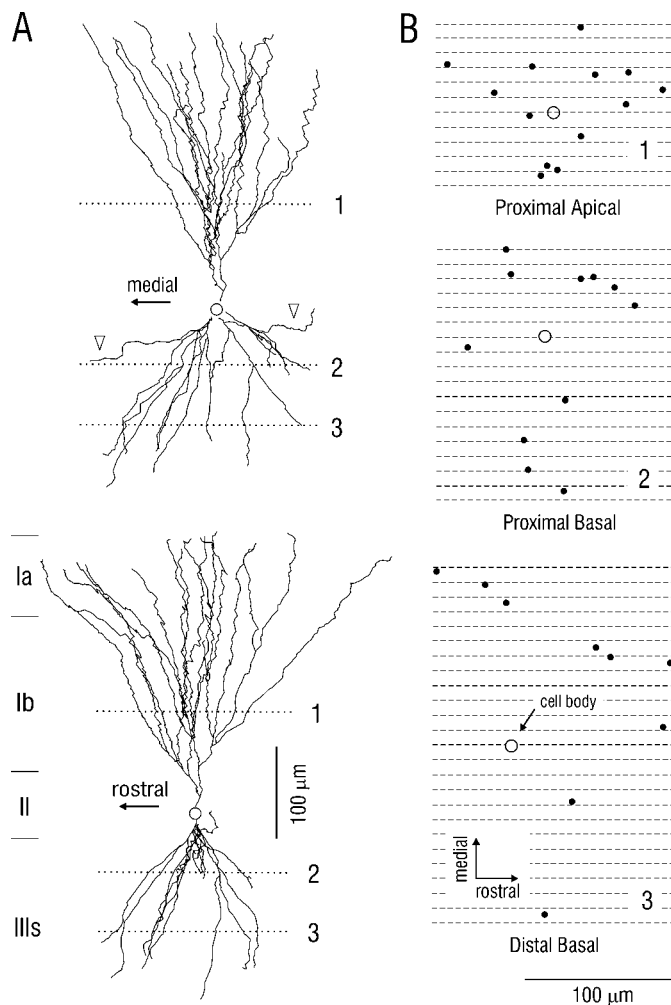 A
1
medial
2
3
Ia
Ib
1
rostral
100 µm
II
2
IIIs
3
B
1
Proximal Apical
2
Proximal Basal
cell body
medial
rostral
3
Distal Basal
100 µm